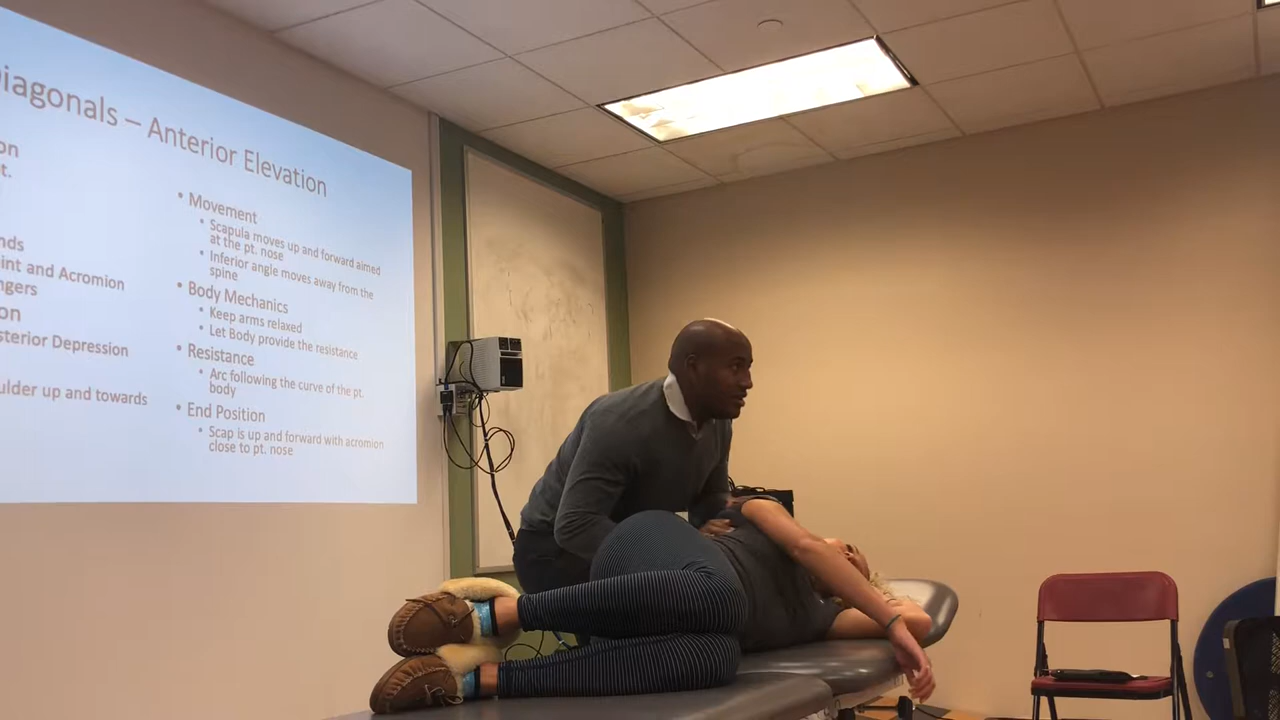 iagonals – Anterior Elevation
on
t.
nds
int and Acromion
ngers
on
sterior Depression
ulder up and towards
• Movement
• Scapula moves up and forward aimed
at the pt. nose
• Inferior angle moves away from the
spine
• Body Mechanics
• Keep arms relaxed
• Let Body provide the resistance
• Resistance
• Arc following the curve of the pt.
body
• End Position
• Scap is up and forward with acromion
close to pt. nose